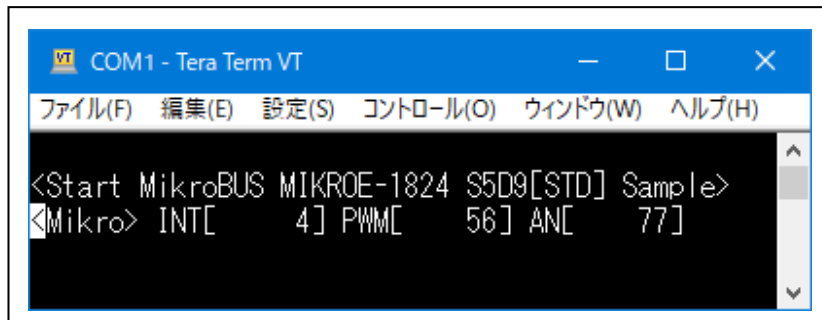 COM1 - Tera Term VT
ファイル(F) 編集(E) 設定(S) コントロール(O) ウィンドウ(W) ヘルプ(H)
<Start MikroBUS MIKROE-1824 S5D9[STD] Sample>
<Mikro> INT[     4] PWM[    56] AN[    77]